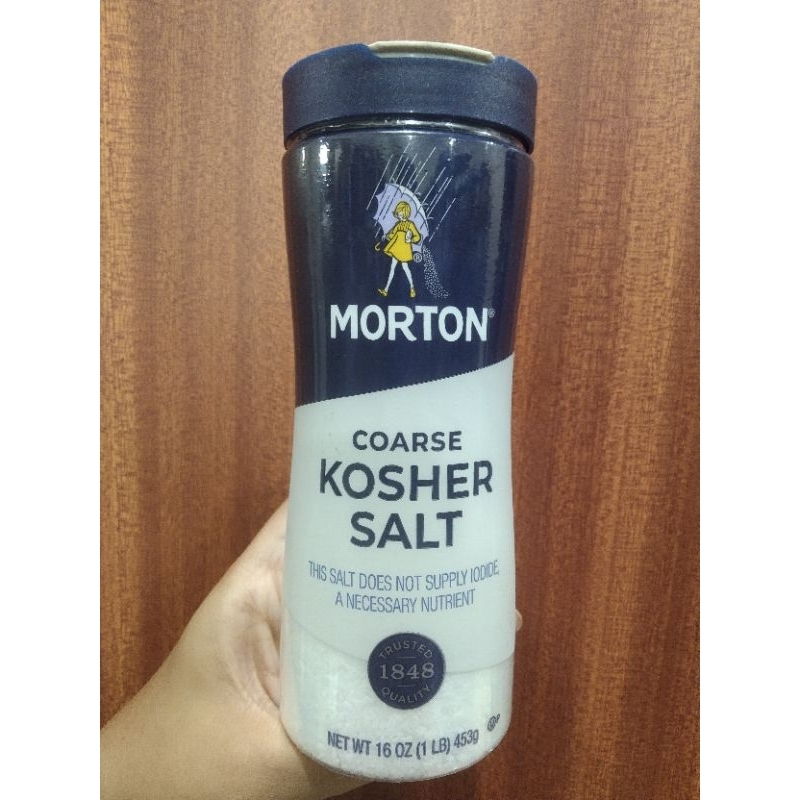 MORTON®
COARSE
KOSHER
SALT
THIS SALT DOES NOT SUPPLY IODIDE,
A NECESSARY NUTRIENT
TRUSTED
1848
QUALITY
NET WT 16 OZ (1 LB) 453g